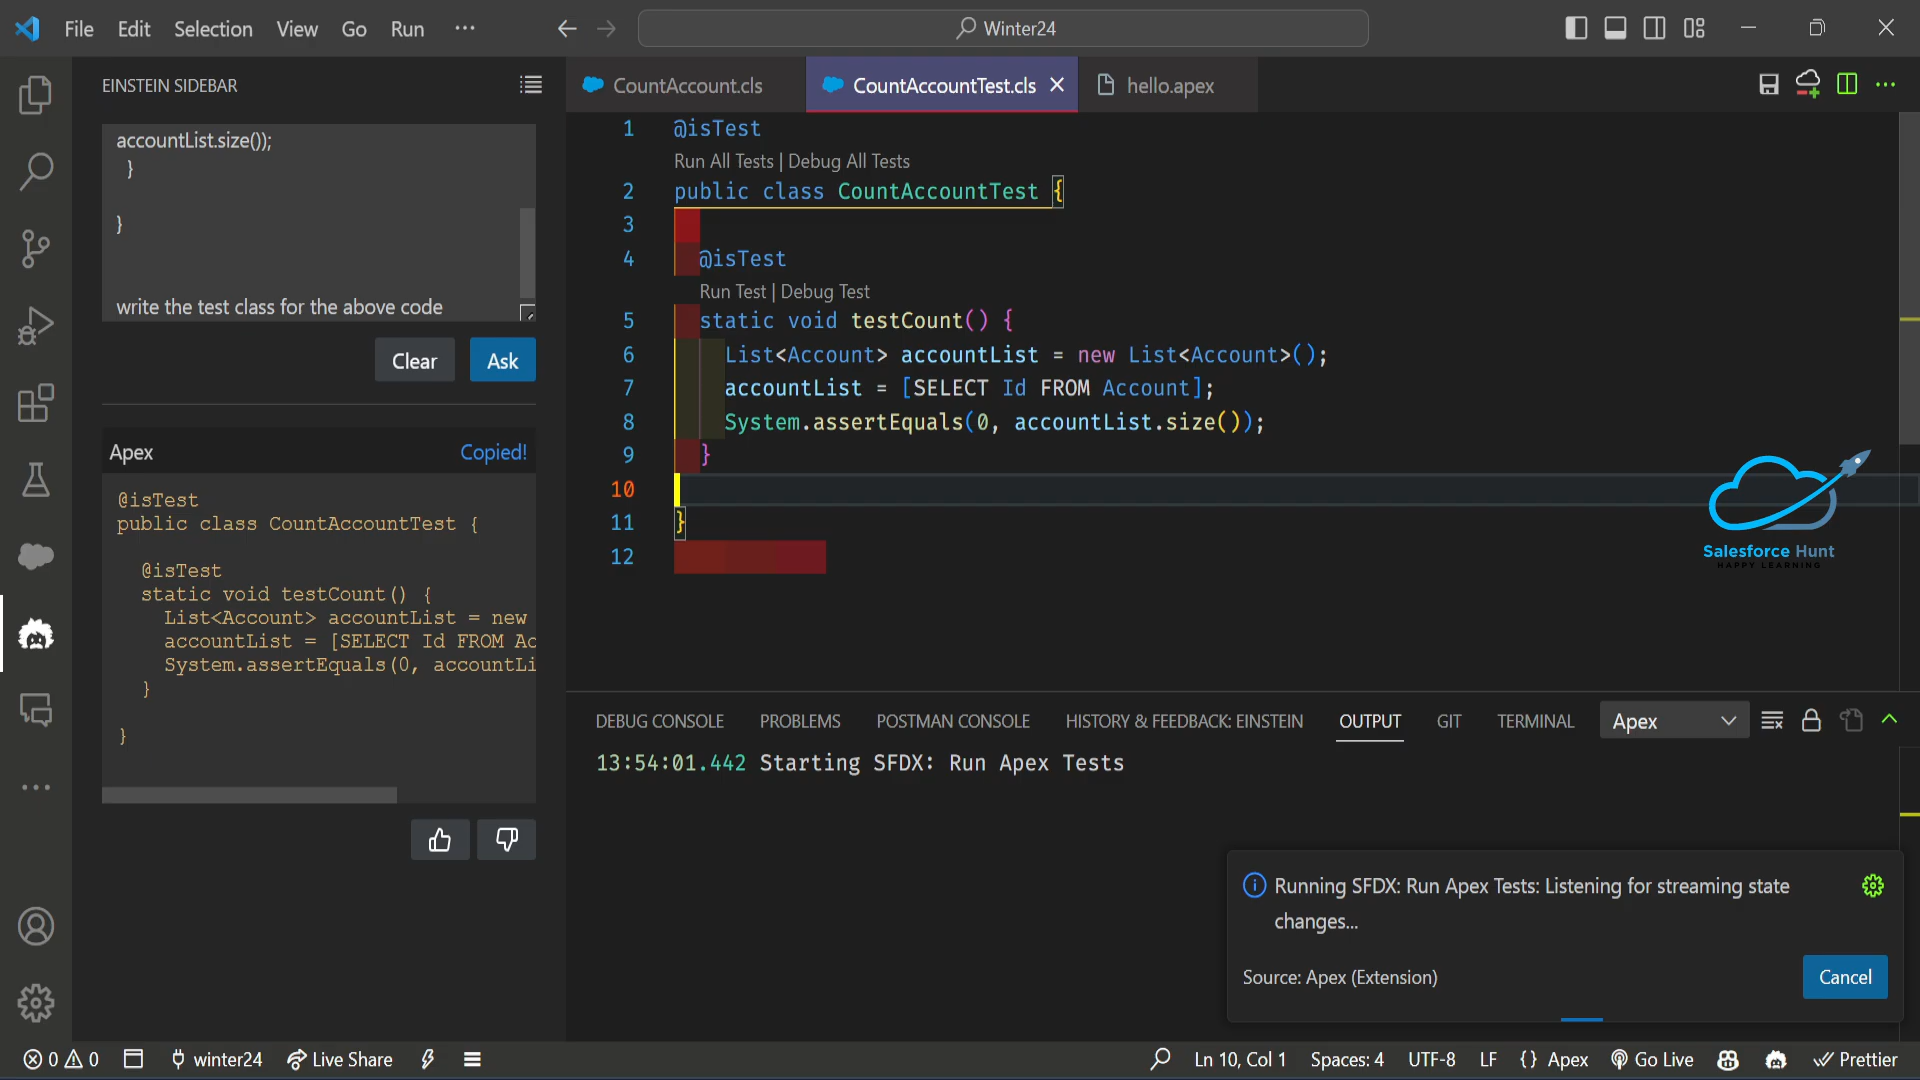 File Edit Selection View Go Run ···
Winter24
EINSTEIN SIDEBAR
accountList.size());
}
}
write the test class for the above code
Clear Ask
Apex Copied!
@isTest
public class CountAccountTest {
@isTest
static void testCount() {
List<Account> accountList = new
accountList = [SELECT Id FROM Ac
System.assertEquals(0, accountLi
}
}
CountAccount.cls CountAccountTest.cls hello.apex
1 @isTest
Run All Tests | Debug All Tests
2 public class CountAccountTest {
3
4 @isTest
Run Test | Debug Test
5 static void testCount() {
6 List<Account> accountList = new List<Account>();
7 accountList = [SELECT Id FROM Account];
8 System.assertEquals(0, accountList.size());
9 }
10
11 }
12
Salesforce Hunt
HAPPY LEARNING
DEBUG CONSOLE PROBLEMS POSTMAN CONSOLE HISTORY & FEEDBACK: EINSTEIN OUTPUT GIT TERMINAL Apex
13:54:01.442 Starting SFDX: Run Apex Tests
Running SFDX: Run Apex Tests: Listening for streaming state
changes...
Source: Apex (Extension)
Cancel
0 0 winter24 Live Share Ln 10, Col 1 Spaces: 4 UTF-8 LF {} Apex Go Live Prettier